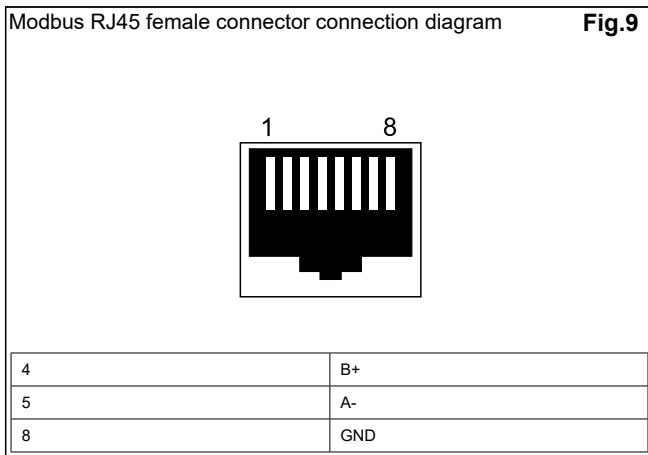 Modbus RJ45 female connector connection diagram Fig.9
1 8
4 B+
5 A-
8 GND